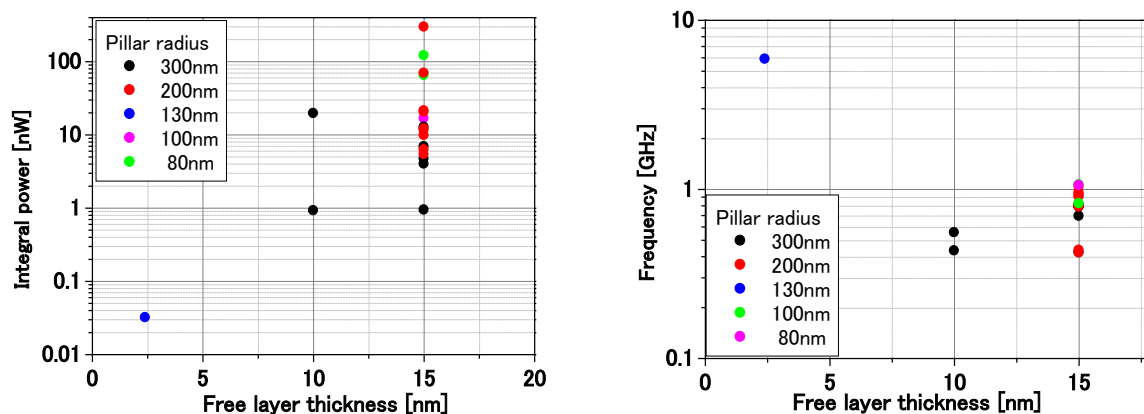 Pillar radius
300nm
200nm
130nm
100nm
80nm
100
10
1
0.1
0.01
0
5
10
15
20
Integral power [nW]
Free layer thickness [nm]
10
1
0.1
Pillar radius
300nm
200nm
130nm
100nm
80nm
0
5
10
15
Frequency [GHz]
Free layer thickness [nm]